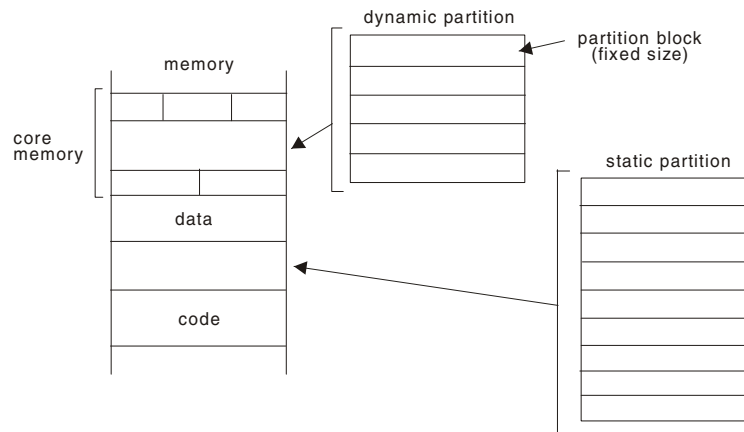 dynamic partition
partition block
(fixed size)
memory
core
memory
static partition
data
code